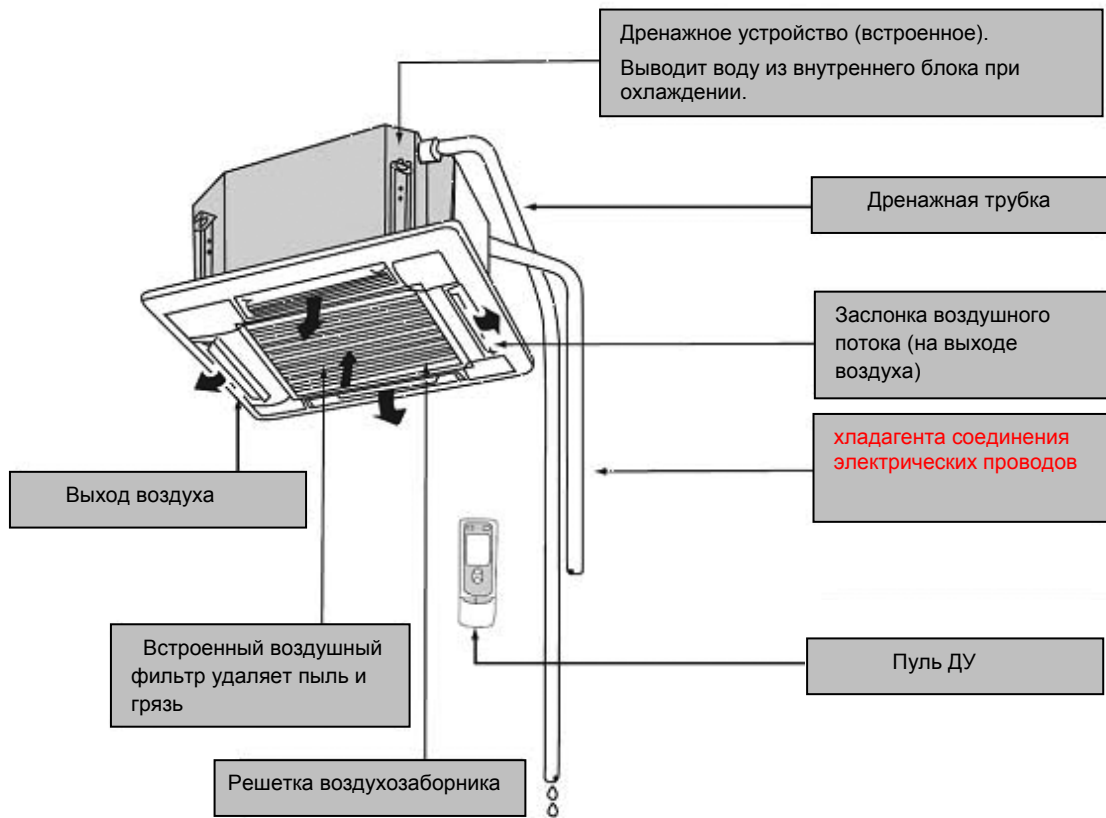 Дренажное устройство (встроенное).
Выводит воду из внутреннего блока при
охлаждении.
Дренажная трубка
Заслонка воздушного
потока (на выходе
воздуха)
хладагента соединения
электрических проводов
Выход воздуха
Встроенный воздушный
фильтр удаляет пыль и
грязь
Пуль ДУ
Решетка воздухозаборника